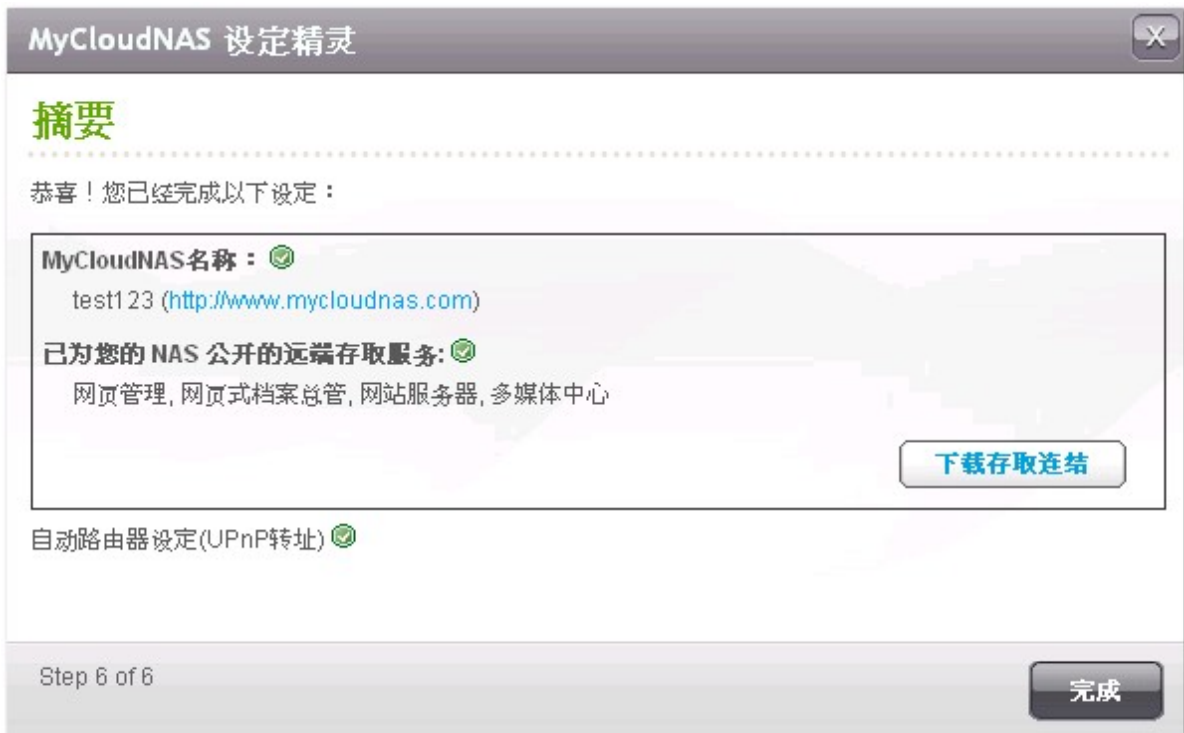 MyCloudNAS 设定精灵
X
摘要
恭喜！您已经完成以下设定：
MyCloudNAS名称：
test123 (http://www.mycloudnas.com)
已为您的 NAS 公开的远端存取服务:
网页管理, 网页式档案总管, 网站服务器, 多媒体中心
下载存取连结
自动路由器设定(UPnP转址)
Step 6 of 6
完成